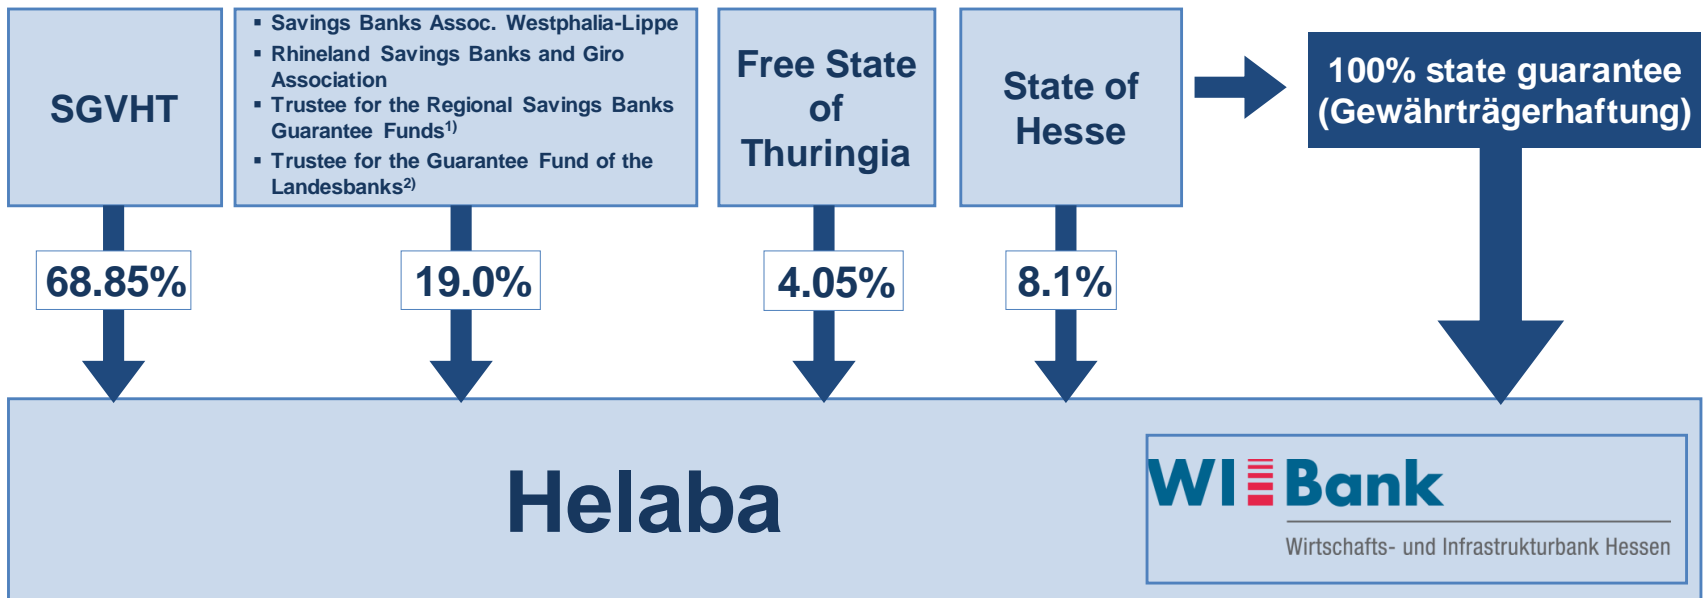 SGVHT
▪ Savings Banks Assoc. Westphalia-Lippe
▪ Rhineland Savings Banks and Giro
Association
▪ Trustee for the Regional Savings Banks
Guarantee Funds1)
▪ Trustee for the Guarantee Fund of the
Landesbanks2)
Free State
of
Thuringia
State of
Hesse
100% state guarantee
(Gewährträgerhaftung)
68.85%
19.0%
4.05%
8.1%
Helaba
WIBank
Wirtschafts- und Infrastrukturbank Hessen